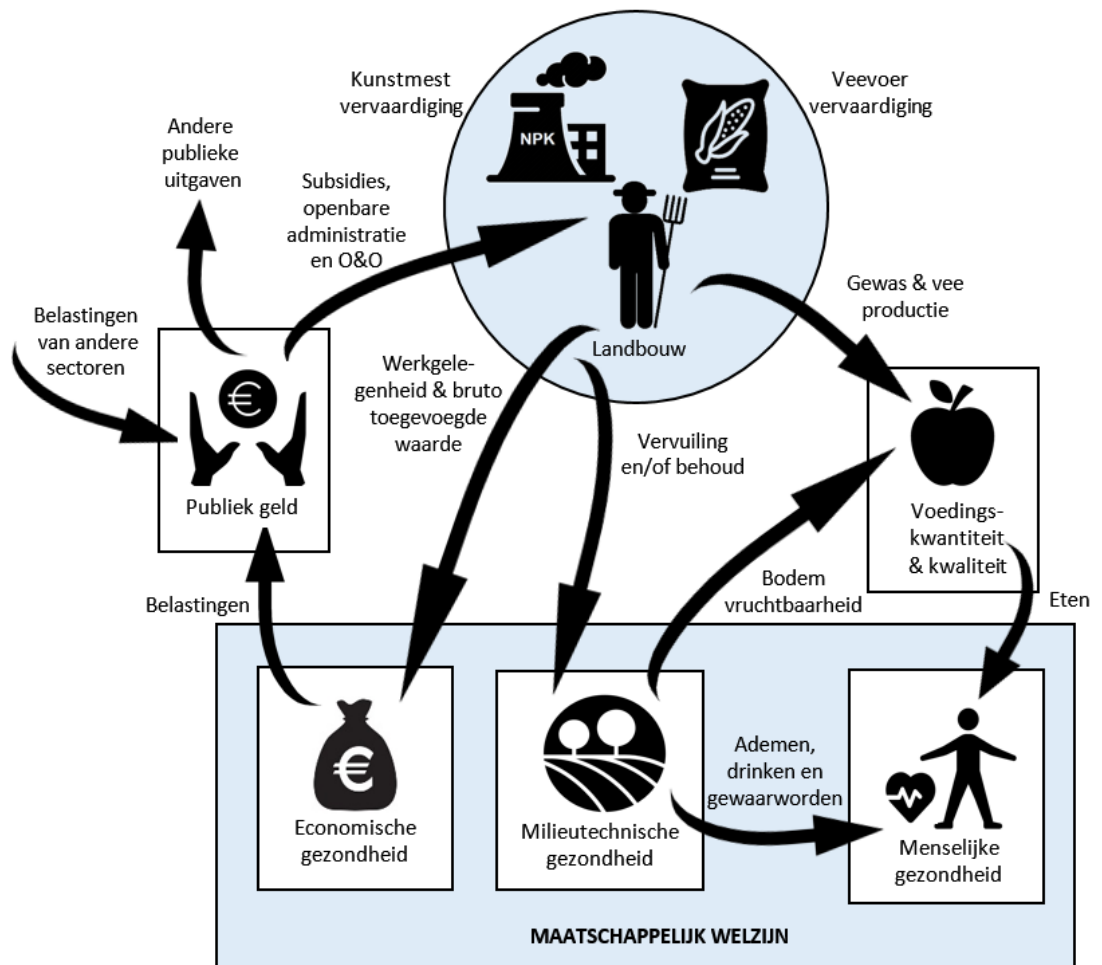 Kunstmest
vervaardiging
NPK
Veevoer
vervaardiging
Andere
publieke
uitgaven
Subsidies,
openbare
administratie
en O&O
Landbouw
Gewas & vee
productie
Belastingen
van andere
sectoren
€
Publiek geld
Werkgele-
genheid & bruto
toegevoegde
waarde
Vervuiling
en/of behoud
Voedings-
kwantiteit
& kwaliteit
Belastingen
Bodem
vruchtbaarheid
Eten
€
Economische
gezondheid
Milieutechnische
gezondheid
Ademen,
drinken en
gewaarworden
Menselijke
gezondheid
MAATSCHAPPELIJK WELZIJN